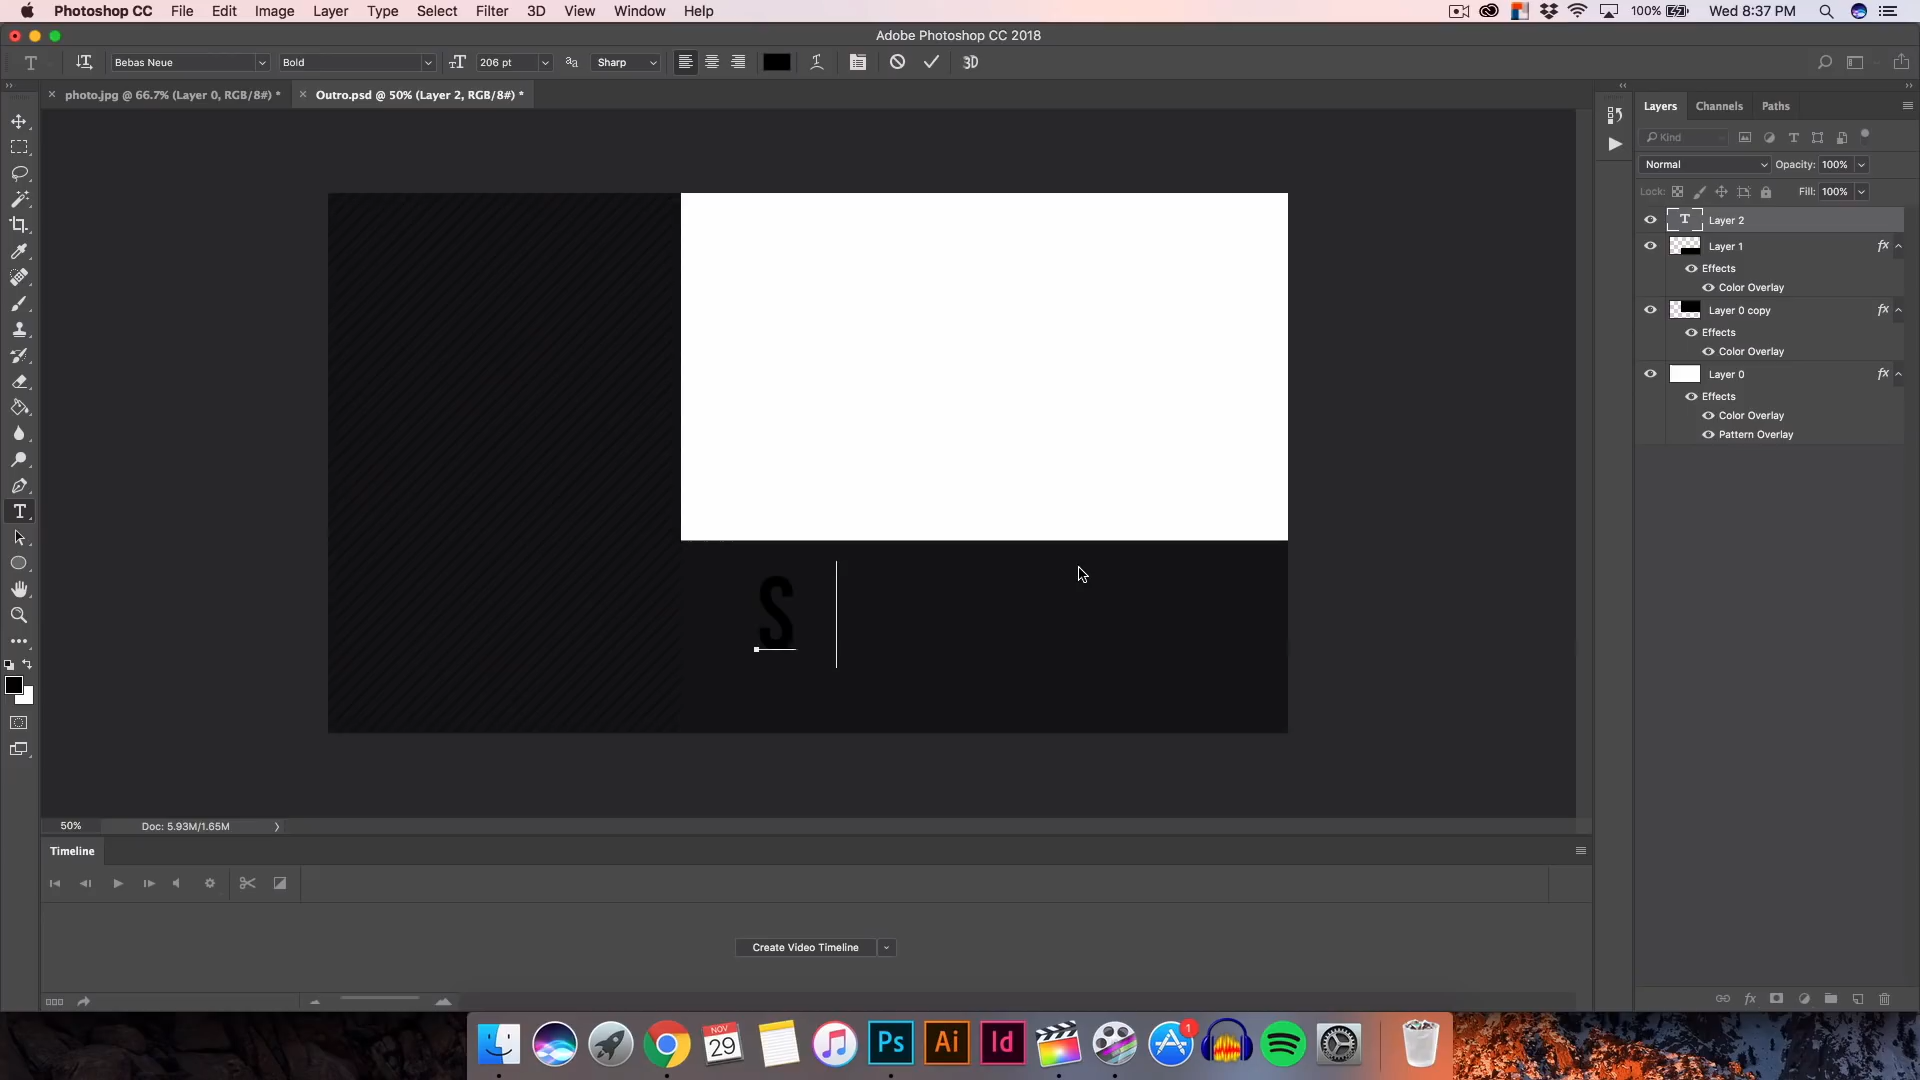 Photoshop CC File Edit Image Layer Type Select Filter 3D View Window Help 100% Wed 8:37 PM
Adobe Photoshop CC 2018
Bebas Neue Bold 206 pt Sharp 3D
photo.jpg @ 66.7% (Layer 0, RGB/8#) * Outro.psd @ 50% (Layer 2, RGB/8#) *
Layers Channels Paths
Kind
Normal Opacity: 100%
Lock: Fill: 100%
Layer 2
Layer 1
Effects
Color Overlay
Layer 0 copy
Effects
Color Overlay
Layer 0
Effects
Color Overlay
Pattern Overlay
S
50% Doc: 5.93M/1.65M
Timeline
Create Video Timeline
NOV
29
Ps
Ai
Id
1